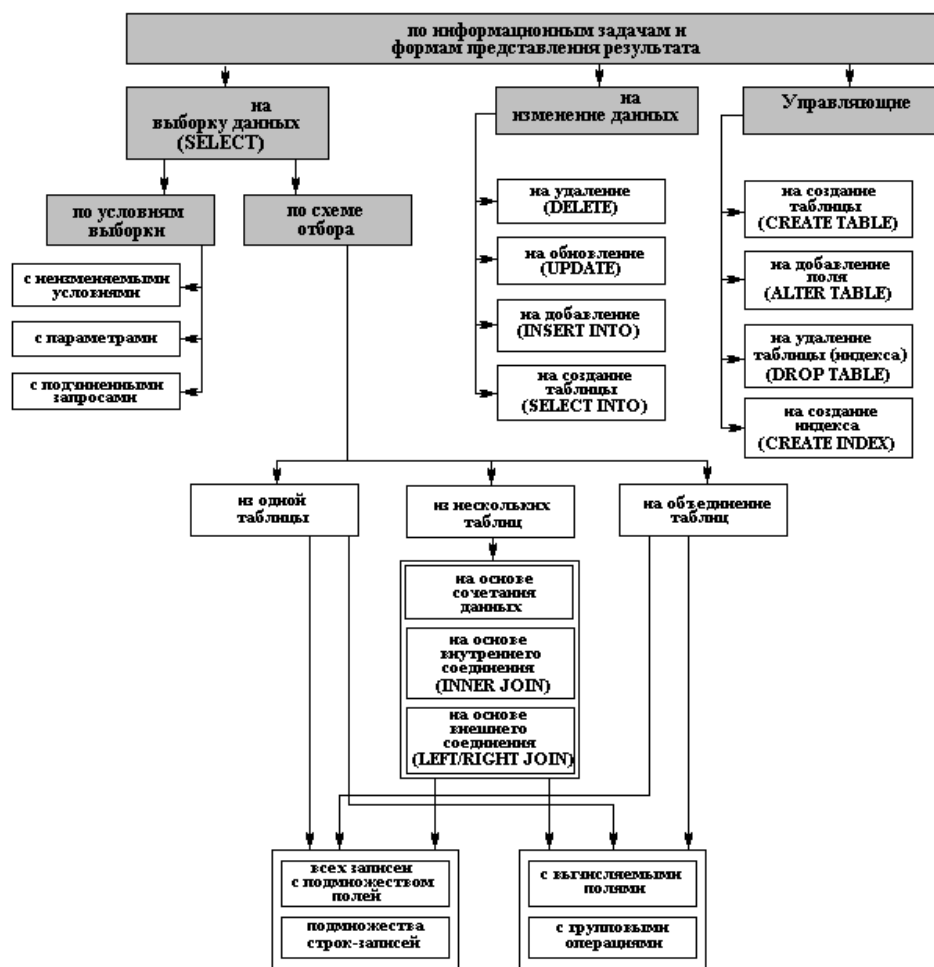 по информационным задачам и
формам представления результата
на
выборку данных
(SELECT)
на
изменение данных
Управляющие
по условиям
выборки
по схеме
отбора
с неизменяемыми
условиями
с параметрами
с подчиненными
запросами
на удаление
(DELETE)
на обновление
(UPDATE)
на добавление
(INSERT INTO)
на создание
таблицы
(SELECT INTO)
на создание
таблицы
(CREATE TABLE)
на добавление
поля
(ALTER TABLE)
на удаление
таблицы (индекса)
(DROP TABLE)
на создание
индекса
(CREATE INDEX)
из одной
таблицы
из нескольких
таблиц
на объединение
таблиц
на основе
сочетания
данных
на основе
внутреннего
соединения
(INNER JOIN)
на основе
внешнего
соединения
(LEFT/RIGHT JOIN)
всех записей
с подмножеством
полей
подмножества
строк-записей
с вычисляемыми
полями
с групповыми
операциями